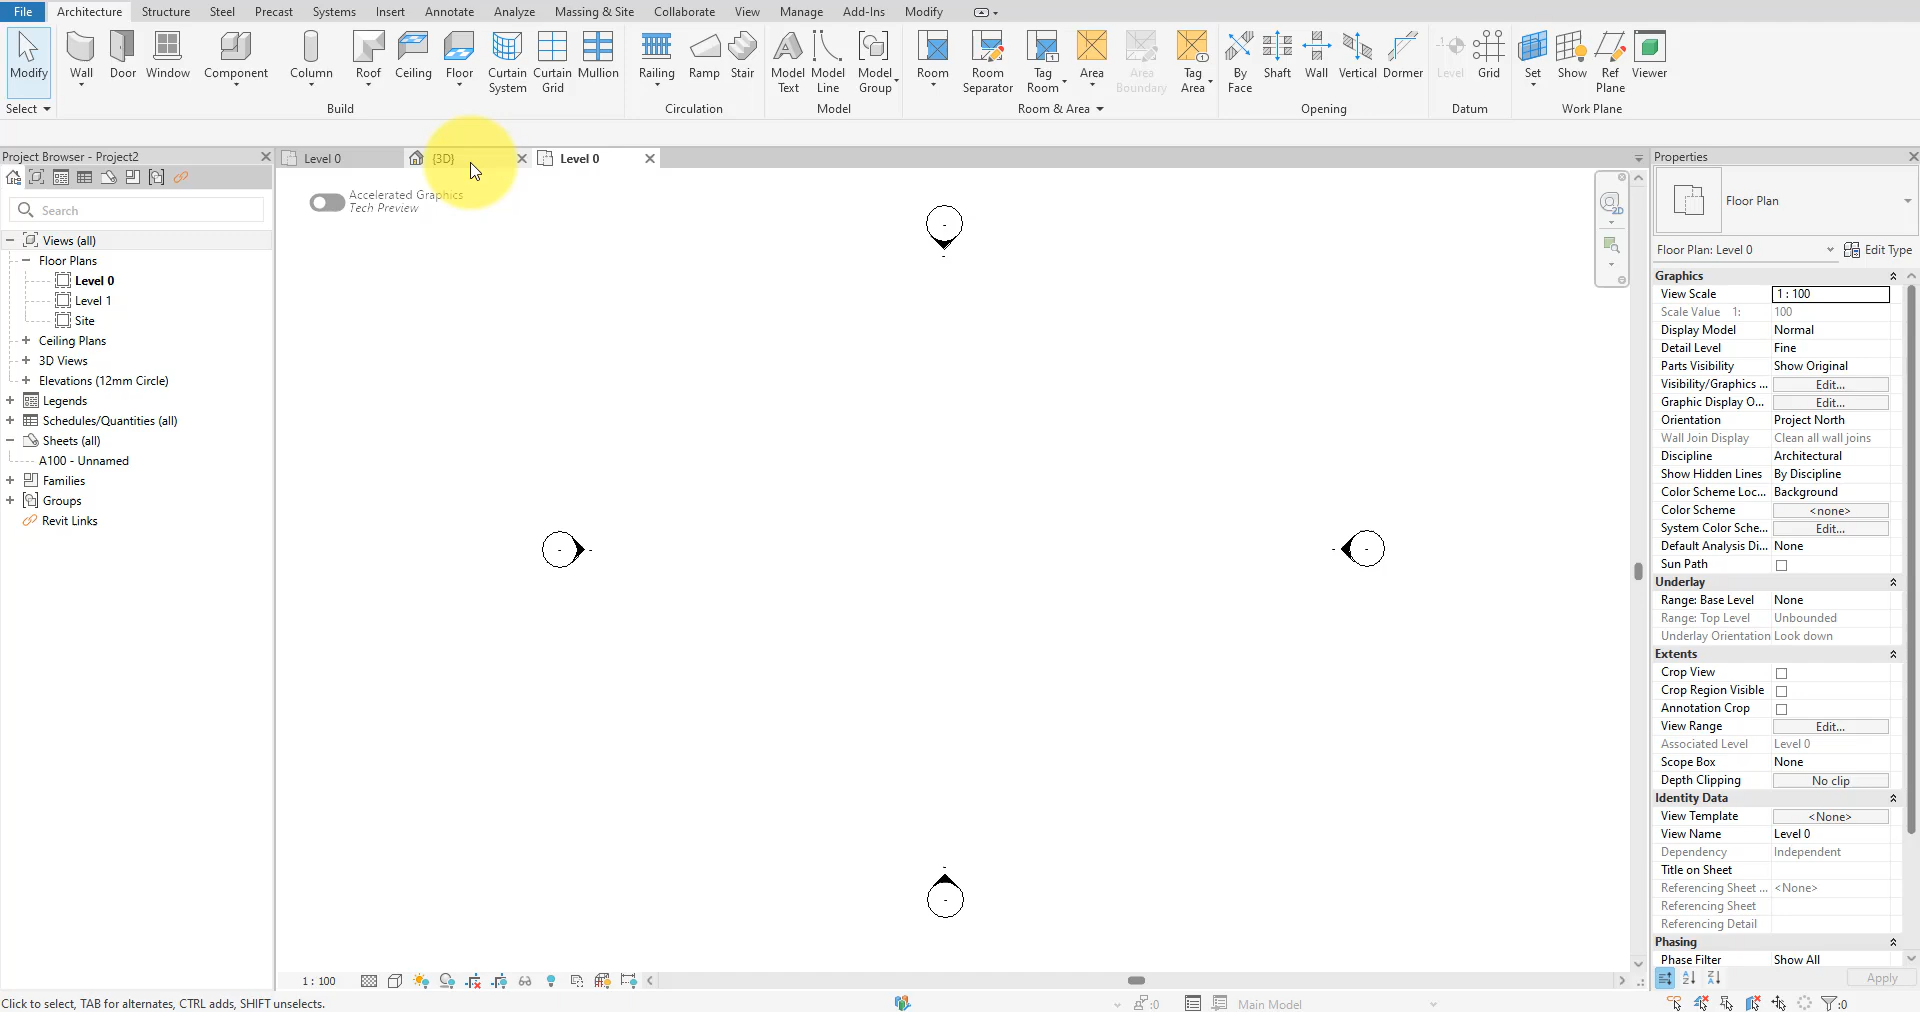 File Architecture Structure Steel Precast Systems Insert Annotate Analyze Massing & Site Collaborate View Manage Add-Ins Modify
Modify Wall Door Window Component Column Roof Ceiling Floor Curtain System Curtain Grid Mullion Railing Ramp Stair Model Text Model Line Model Group Room Room Separator Tag Room Area Area Boundary Tag Area By Face Shaft Wall Vertical Dormer Level Grid Set Show Ref Plane Viewer
Select Build Circulation Model Room & Area Opening Datum Work Plane
Project Browser - Project2
Search
Views (all)
Floor Plans
Level 0
Level 1
Site
Ceiling Plans
3D Views
Elevations (12mm Circle)
Legends
Schedules/Quantities (all)
Sheets (all)
A100 - Unnamed
Families
Groups
Revit Links
Level 0 {3D} Level 0
Accelerated Graphics
Tech Preview
2D
1 : 100
Properties
Floor Plan
Floor Plan: Level 0 Edit Type
Graphics
View Scale 1 : 100
Scale Value 1: 100
Display Model Normal
Detail Level Fine
Parts Visibility Show Original
Visibility/Graphics ... Edit...
Graphic Display O... Edit...
Orientation Project North
Wall Join Display Clean all wall joins
Discipline Architectural
Show Hidden Lines By Discipline
Color Scheme Loc... Background
Color Scheme <none>
System Color Sche... Edit...
Default Analysis Di... None
Sun Path
Underlay
Range: Base Level None
Range: Top Level Unbounded
Underlay Orientation Look down
Extents
Crop View
Crop Region Visible
Annotation Crop
View Range Edit...
Associated Level Level 0
Scope Box None
Depth Clipping No clip
Identity Data
View Template <None>
View Name Level 0
Dependency Independent
Title on Sheet
Referencing Sheet ... <None>
Referencing Sheet
Referencing Detail
Phasing
Phase Filter Show All
Apply
Click to select, TAB for alternates, CTRL adds, SHIFT unselects. :0 Main Model :0